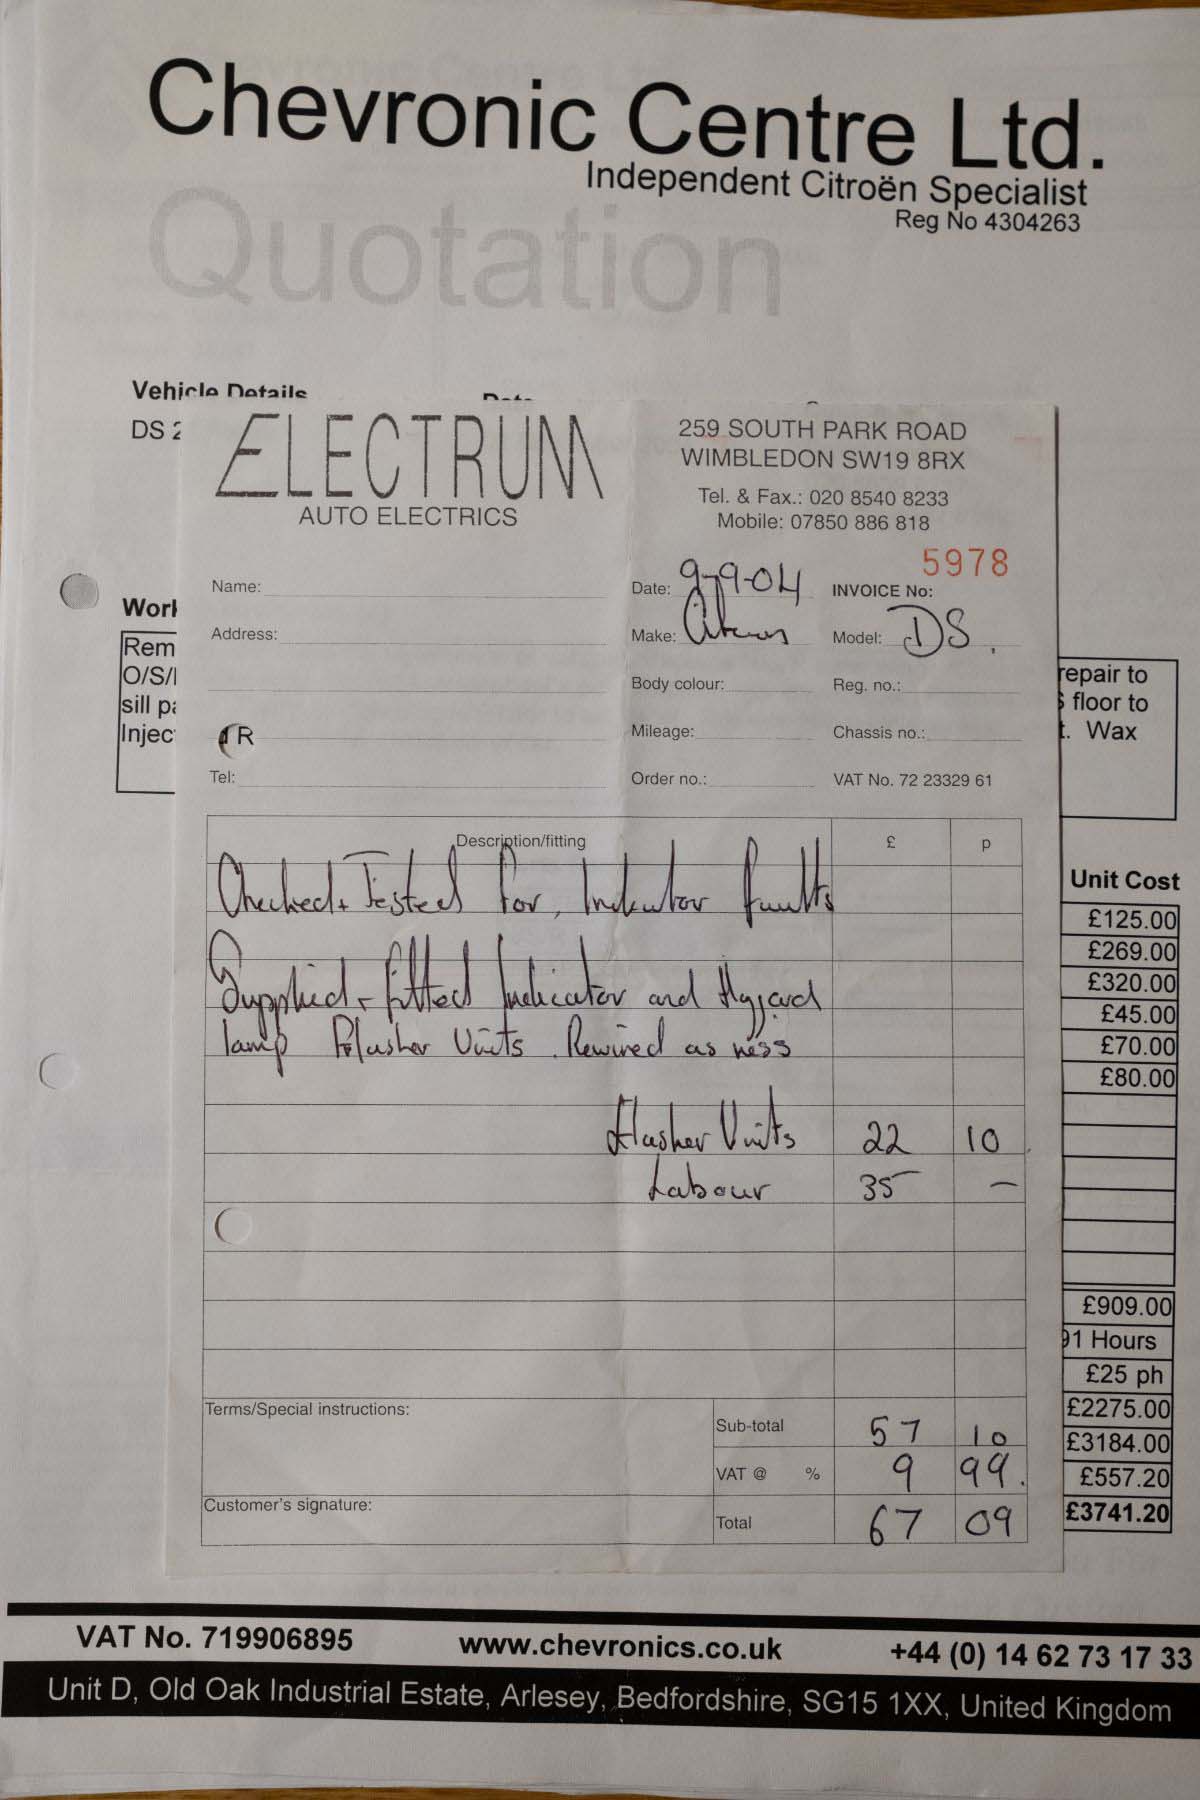 Chevronic Centre Ltd.
Independent Citroën Specialist
Reg No 4304263
Quotation
Vehicle Details
DS 2
ELECTRUM
AUTO ELECTRICS
259 SOUTH PARK ROAD
WIMBLEDON SW19 8RX
Tel. & Fax.: 020 8540 8233
Mobile: 07850 886 818
5978
Name:
Date: 9-9-04 INVOICE No:
Address:
Make: Model: DS.
Body colour: Reg. no.:
Mileage: Chassis no.:
Tel:
Order no.: VAT No. 72 23329 61
Work
Rem
O/S/
sill pa
Injec
R
repair to
floor to
t. Wax
Description/fitting £ p
Checked + Tested for, Indicator faults
Supplied + fitted Indicator and Hazard
lamp Flasher Units. Rewired as ness
Flasher Units 22 10
Labour 35 –
Terms/Special instructions:
Sub-total 57 10
VAT @ % 9 99.
Customer's signature:
Total 67 09
Unit Cost
£125.00
£269.00
£320.00
£45.00
£70.00
£80.00
£909.00
91 Hours
£25 ph
£2275.00
£3184.00
£557.20
£3741.20
VAT No. 719906895 www.chevronics.co.uk +44 (0) 14 62 73 17 33
Unit D, Old Oak Industrial Estate, Arlesey, Bedfordshire, SG15 1XX, United Kingdom